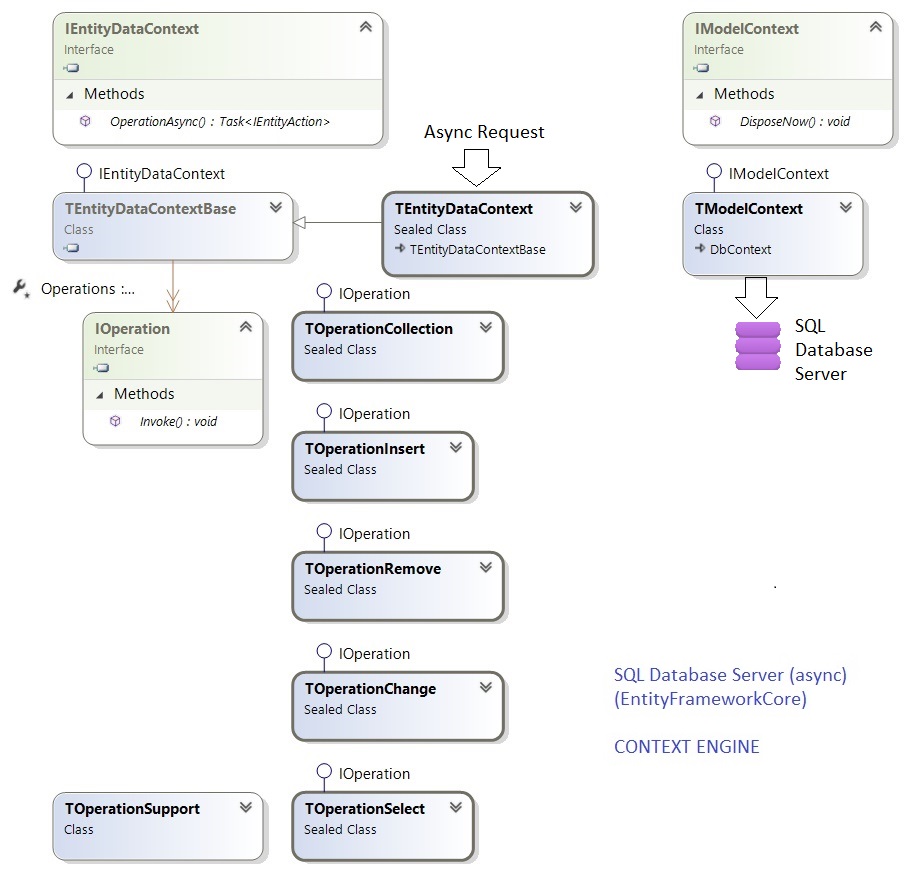 IEntityDataContext
Interface
Methods
OperationAsync() : Task<IEntityAction>
IModelContext
Interface
Methods
DisposeNow() : void
Async Request
IEntityDataContext
TEntityDataContextBase
Class
TEntityDataContext
Sealed Class
TEntityDataContextBase
IModelContext
TModelContext
Class
DbContext
Operations :...
IOperation
Interface
Methods
Invoke() : void
IOperation
TOperationCollection
Sealed Class
SQL
Database
Server
IOperation
TOperationInsert
Sealed Class
IOperation
TOperationRemove
Sealed Class
IOperation
TOperationChange
Sealed Class
SQL Database Server (async)
(EntityFrameworkCore)
CONTEXT ENGINE
TOperationSupport
Class
IOperation
TOperationSelect
Sealed Class